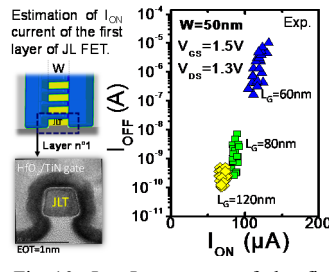 Estimation of I_ON
current of the first
layer of JL FET.
W
JLT
Layer n°1
HfO₂/TiN gate
JLT
EOT=1nm
I_OFF (A)
10⁻⁴
10⁻⁵
10⁻⁶
10⁻⁷
10⁻⁸
10⁻⁹
10⁻¹⁰
10⁻¹¹
W=50nm
Exp.
V_GS=1.5V
V_DS=1.3V
L_G=60nm
L_G=80nm
L_G=120nm
0 100 200
I_ON (µA)